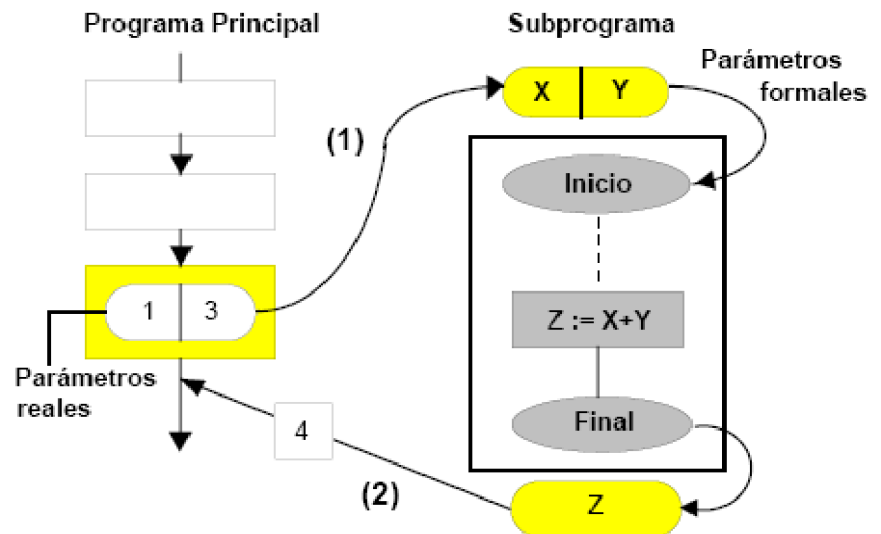 Programa Principal
Subprograma
Parámetros
formales
X Y
(1)
Inicio
1 3
Z := X+Y
Parámetros
reales
4
Final
(2)
Z